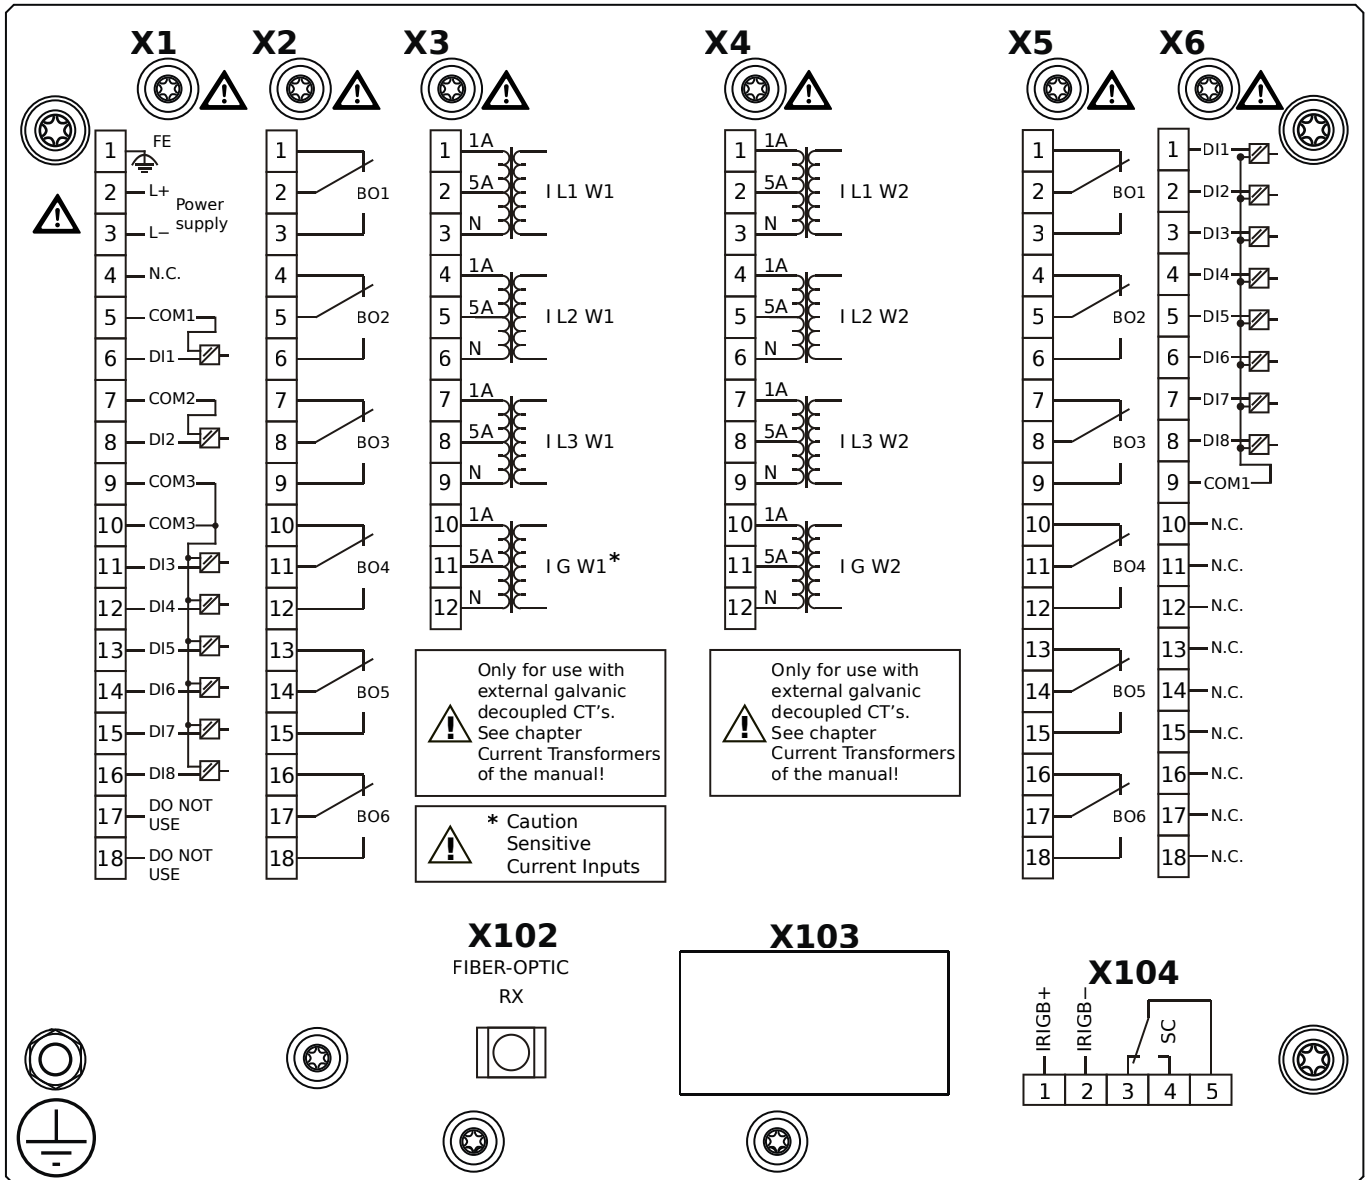 X1
X2
X3
X4
X5
X6
1 FE
2 L+
Power
supply
3 L−
4 N.C.
5 COM1
6 DI1
7 COM2
8 DI2
9 COM3
10 COM3
11 DI3
12 DI4
13 DI5
14 DI6
15 DI7
16 DI8
17 DO NOT
USE
18 DO NOT
USE
1
2 BO1
3
4
5 BO2
6
7
8 BO3
9
10
11 BO4
12
13
14 BO5
15
16
17 BO6
18
1 1A
2 5A I L1 W1
3 N
4 1A
5 5A I L2 W1
6 N
7 1A
8 5A I L3 W1
9 N
10 1A
11 5A I G W1*
12 N
Only for use with
external galvanic
decoupled CT's.
See chapter
Current Transformers
of the manual!
* Caution
Sensitive
Current Inputs
1 1A
2 5A I L1 W2
3 N
4 1A
5 5A I L2 W2
6 N
7 1A
8 5A I L3 W2
9 N
10 1A
11 5A I G W2
12 N
Only for use with
external galvanic
decoupled CT's.
See chapter
Current Transformers
of the manual!
1
2 BO1
3
4
5 BO2
6
7
8 BO3
9
10
11 BO4
12
13
14 BO5
15
16
17 BO6
18
1 DI1
2 DI2
3 DI3
4 DI4
5 DI5
6 DI6
7 DI7
8 DI8
9 COM1
10 N.C.
11 N.C.
12 N.C.
13 N.C.
14 N.C.
15 N.C.
16 N.C.
17 N.C.
18 N.C.
X102
FIBER-OPTIC
RX
X103
X104
IRIGB+
IRIGB−
SC
1 2 3 4 5